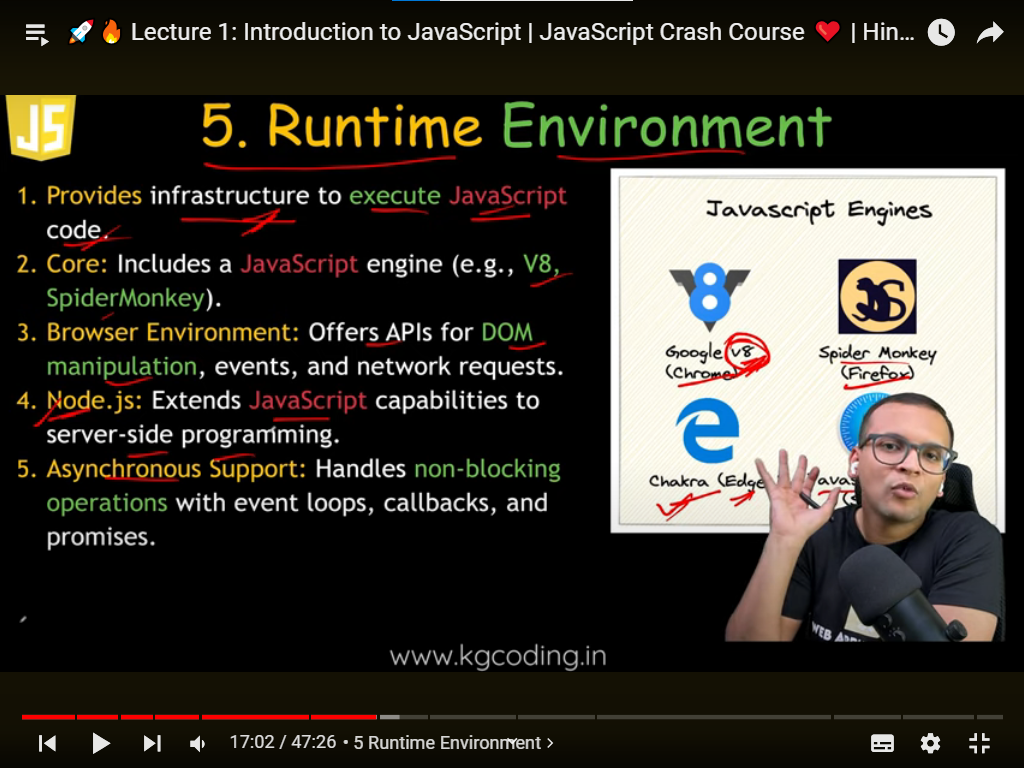 🚀🔥 Lecture 1: Introduction to JavaScript | JavaScript Crash Course ❤️ | Hin...
JS
5. Runtime Environment
1. Provides infrastructure to execute JavaScript
code.
2. Core: Includes a JavaScript engine (e.g., V8,
SpiderMonkey).
3. Browser Environment: Offers APIs for DOM
manipulation, events, and network requests.
4. Node.js: Extends JavaScript capabilities to
server-side programming.
5. Asynchronous Support: Handles non-blocking
operations with event loops, callbacks, and
promises.
Javascript Engines
8
Google V8
(Chrome)
Spider Monkey
(Firefox)
Chakra (Edge
WEB
www.kgcoding.in
17:02 / 47:26 • 5 Runtime Environment >